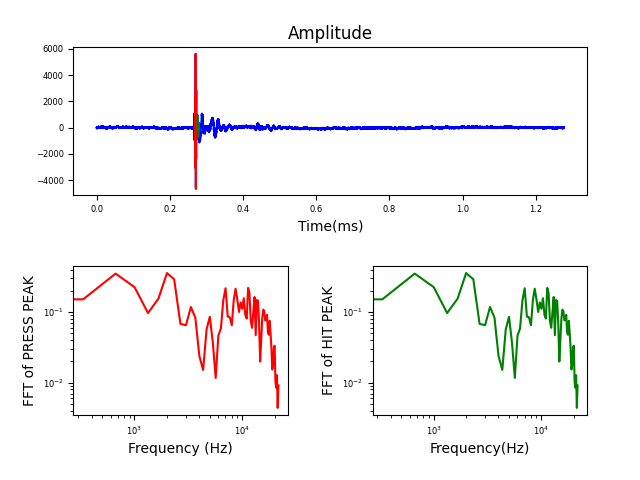 Amplitude
6000
4000
2000
0
−2000
−4000
0.0 0.2 0.4 0.6 0.8 1.0 1.2
Time(ms)
FFT of PRESS PEAK
10⁻¹
10⁻²
10³ 10⁴
Frequency (Hz)
FFT of HIT PEAK
10⁻¹
10⁻²
10³ 10⁴
Frequency(Hz)